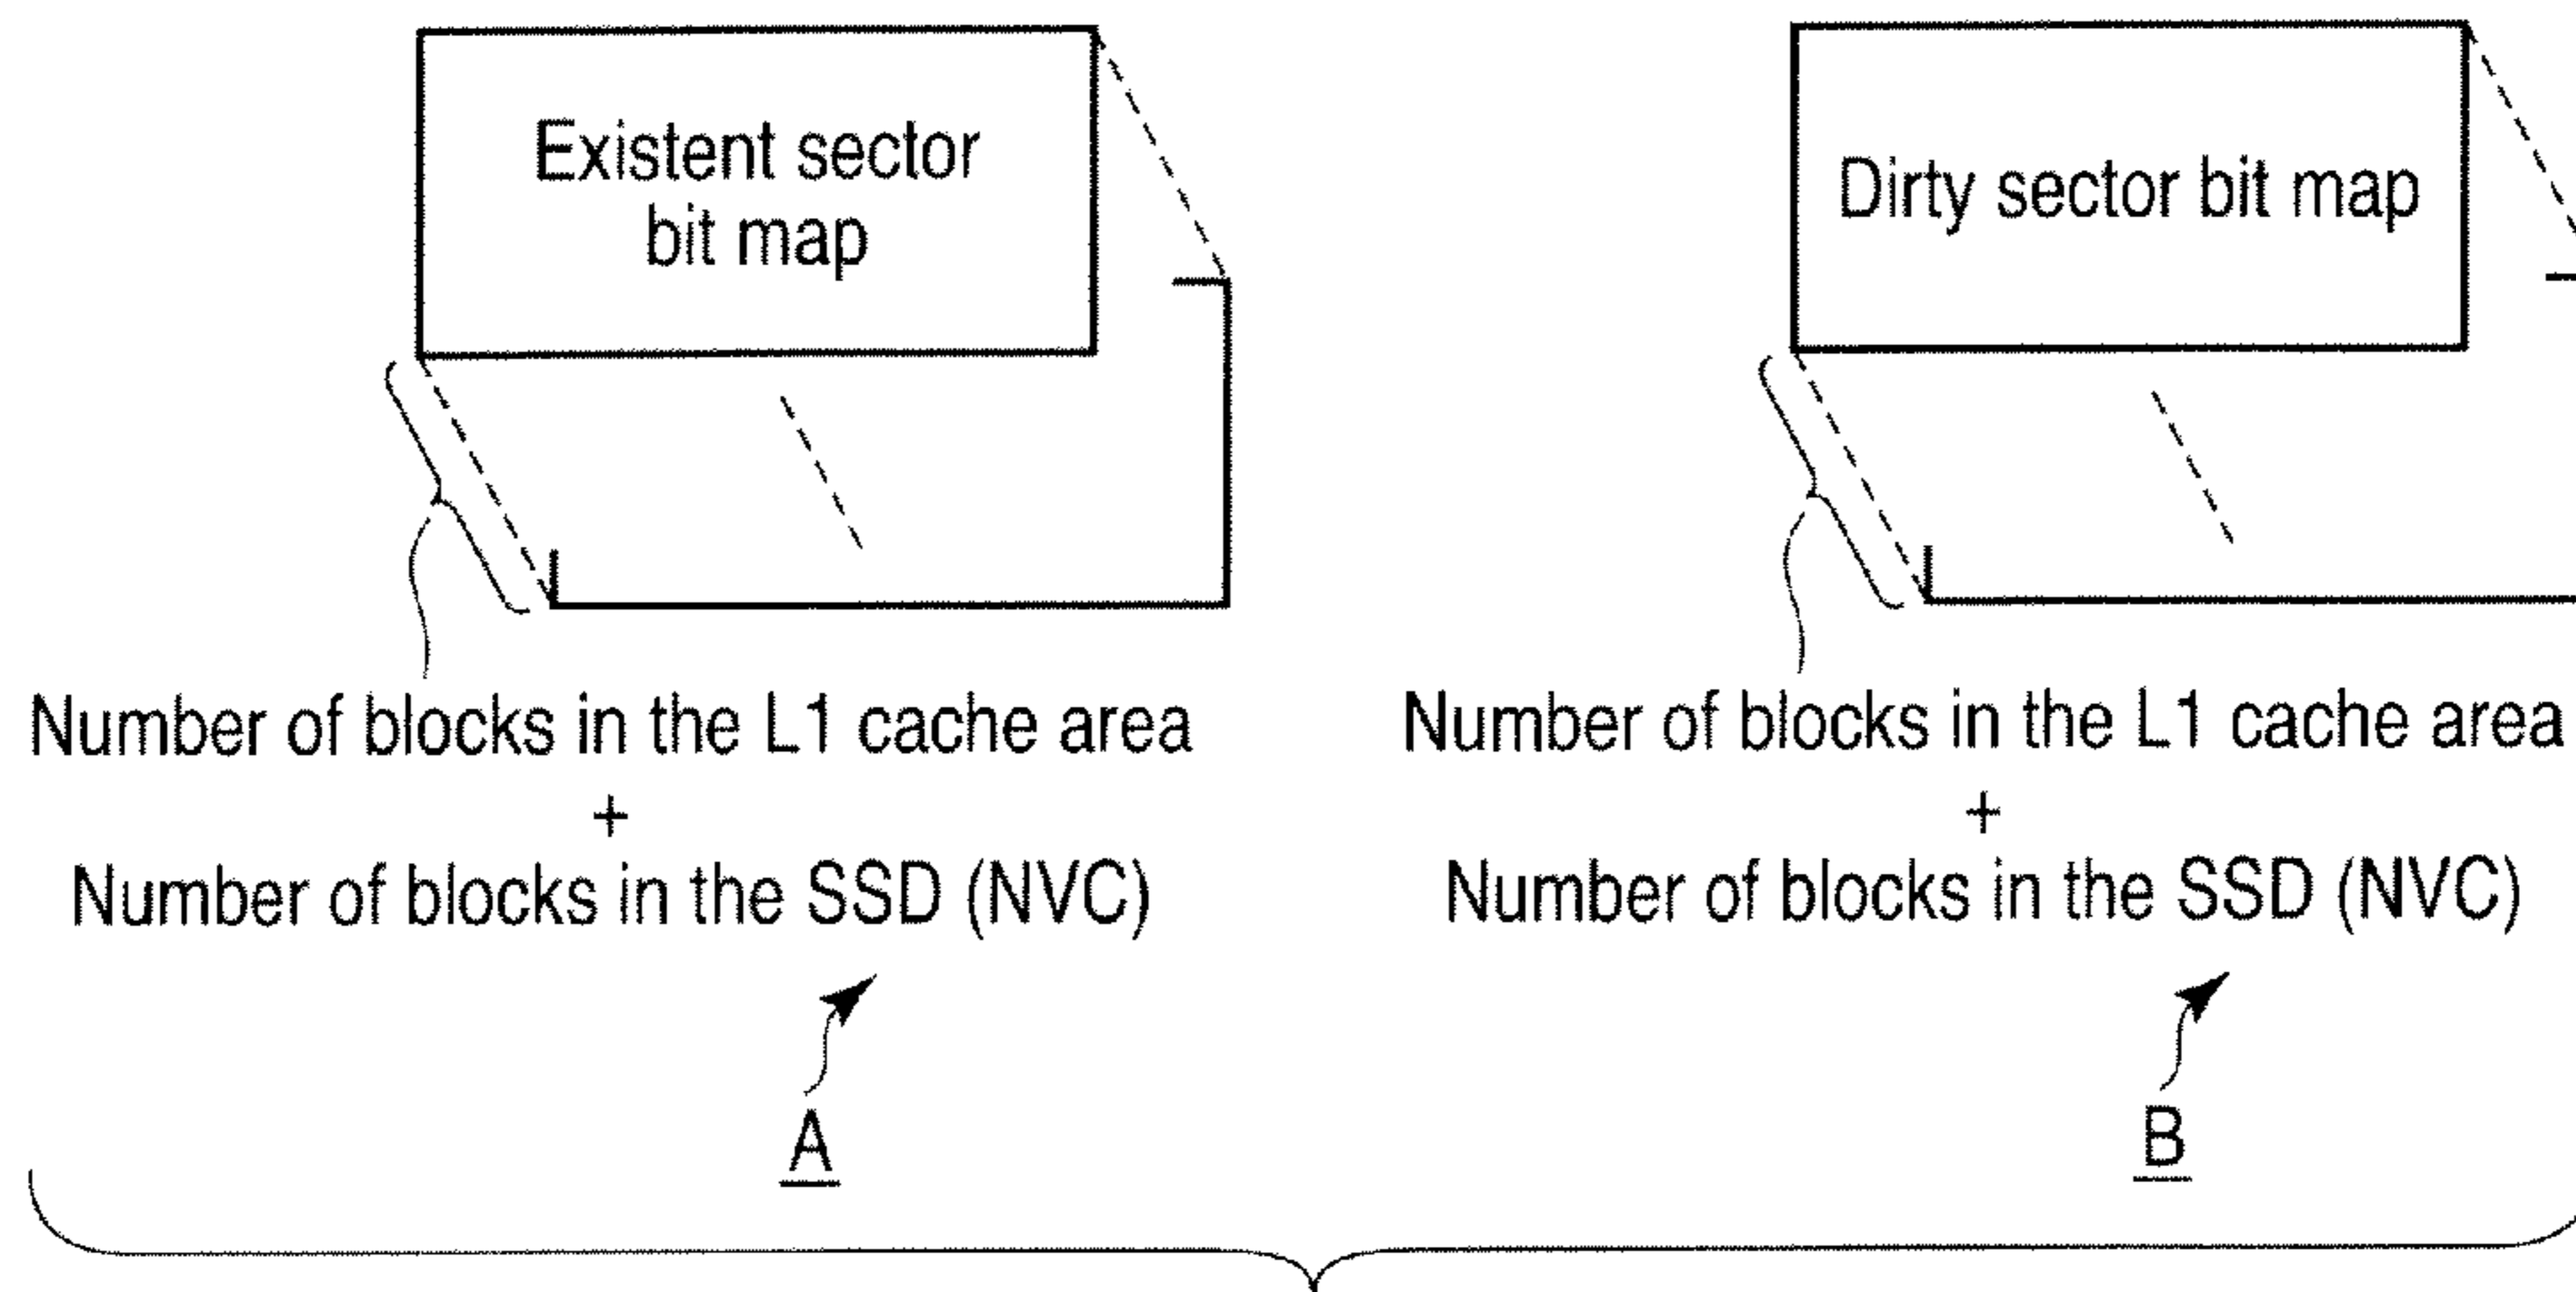 Existent sector
bit map
Number of blocks in the L1 cache area
+
Number of blocks in the SSD (NVC)
A
Dirty sector bit map
Number of blocks in the L1 cache area
+
Number of blocks in the SSD (NVC)
B